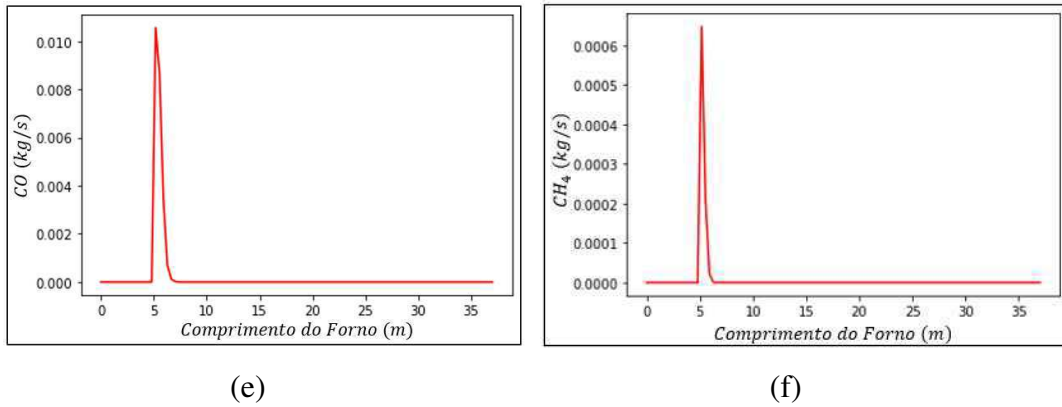 0.010
0.008
0.006
0.004
0.002
0.000
CO (kg/s)
0 5 10 15 20 25 30 35
Comprimento do Forno (m)
(e)
0.0006
0.0005
0.0004
0.0003
0.0002
0.0001
0.0000
CH₄ (kg/s)
0 5 10 15 20 25 30 35
Comprimento do Forno (m)
(f)